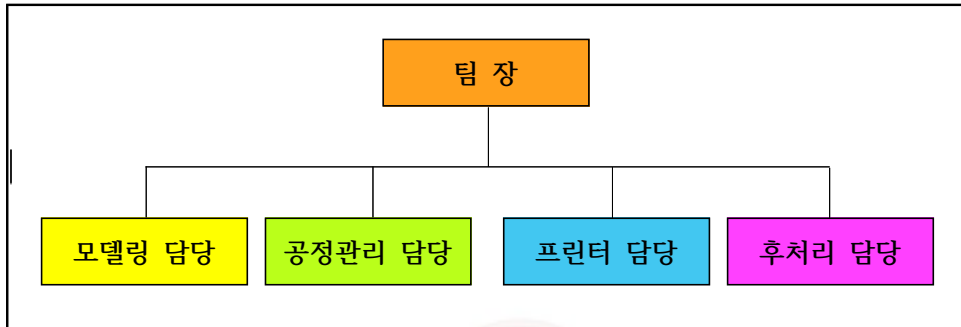 팀 장
모델링 담당
공정관리 담당
프린터 담당
후처리 담당